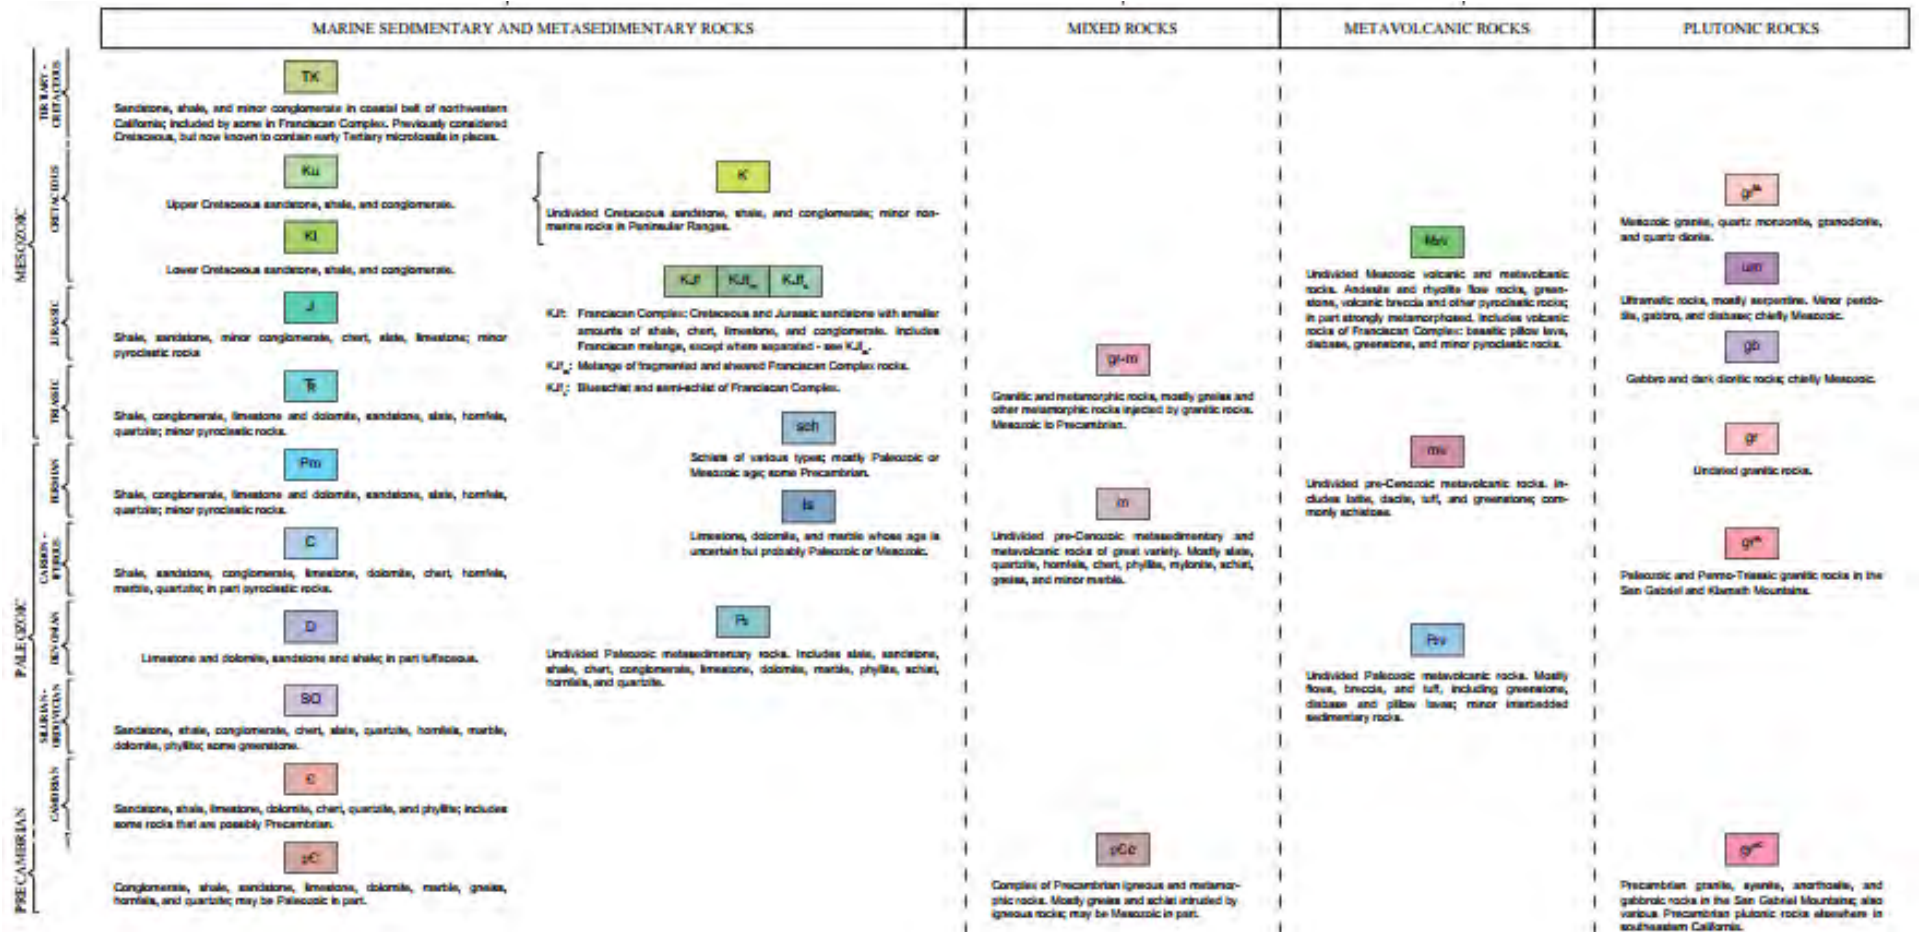 MARINE SEDIMENTARY AND METASEDIMENTARY ROCKS
MIXED ROCKS
METAVOLCANIC ROCKS
PLUTONIC ROCKS
TERTIARY -
CRETACEOUS
TK
Sandstone, shale, and minor conglomerate in coastal belt of northwestern
California; included by some in Franciscan Complex. Previously considered
Cretaceous, but now known to contain early Tertiary microfossils in places.
MESOZOIC
CRETACEOUS
Ku
Upper Cretaceous sandstone, shale, and conglomerate.
Kl
Lower Cretaceous sandstone, shale, and conglomerate.
K
Undivided Cretaceous sandstone, shale, and conglomerate; minor non-
marine rocks in Peninsular Ranges.
JURASSIC
J
Shale, sandstone, minor conglomerate, chert, slate, limestone; minor
pyroclastic rocks
KJf KJfm KJfs
KJf: Franciscan Complex: Cretaceous and Jurassic sandstone with smaller
amounts of shale, chert, limestone, and conglomerate. Includes
Franciscan melange, except where separated - see KJfm.
KJfm: Melange of fragmented and sheared Franciscan Complex rocks.
KJfs: Blueschist and semi-schist of Franciscan Complex.
TRIASSIC
Shale, conglomerate, limestone and dolomite, sandstone, slate, hornfels,
quartzite; minor pyroclastic rocks.
sch
Schists of various types; mostly Paleozoic or
Mesozoic age; some Precambrian.
PALEOZOIC
PERMIAN
Pm
Shale, conglomerate, limestone and dolomite, sandstone, slate, hornfels,
quartzite; minor pyroclastic rocks.
ls
Limestone, dolomite, and marble whose age is
uncertain but probably Paleozoic or Mesozoic.
CARBON -
IFEROUS
C
Shale, sandstone, conglomerate, limestone, dolomite, chert, hornfels,
marble, quartzite; in part pyroclastic rocks.
DEVONIAN
D
Limestone and dolomite, sandstone and shale; in part tuffaceous.
Pz
Undivided Paleozoic metasedimentary rocks. Includes slate, sandstone,
shale, chert, conglomerate, limestone, dolomite, marble, phyllite, schist,
hornfels, and quartzite.
SILURIAN -
ORDOVICIAN
SO
Sandstone, shale, conglomerate, chert, slate, quartzite, hornfels, marble,
dolomite, phyllite; some greenstone.
CAMBRIAN
Є
Sandstone, shale, limestone, dolomite, chert, quartzite, and phyllite; includes
some rocks that are possibly Precambrian.
PRECAMBRIAN
pЄ
Conglomerate, shale, sandstone, limestone, dolomite, marble, gneiss,
hornfels, and quartzite; may be Paleozoic in part.
gr-m
Granitic and metamorphic rocks, mostly gneiss and
other metamorphic rocks injected by granitic rocks.
Mesozoic to Precambrian.
m
Undivided pre-Cenozoic metasedimentary and
metavolcanic rocks of great variety. Mostly slate,
quartzite, hornfels, chert, phyllite, mylonite, schist,
gneiss, and minor marble.
pЄc
Complex of Precambrian igneous and metamor-
phic rocks. Mostly gneiss and schist intruded by
igneous rocks; may be Mesozoic in part.
Mzv
Undivided Mesozoic volcanic and metavolcanic
rocks. Andesite and rhyolite flow rocks, green-
stone, volcanic breccia and other pyroclastic rocks;
in part strongly metamorphosed. Includes volcanic
rocks of Franciscan Complex: basaltic pillow lava,
diabase, greenstone, and minor pyroclastic rocks.
mv
Undivided pre-Cenozoic metavolcanic rocks. In-
cludes latite, dacite, tuff, and greenstone; com-
monly schistose.
Pzv
Undivided Paleozoic metavolcanic rocks. Mostly
flows, breccia, and tuff, including greenstone,
diabase and pillow lavas; minor interbedded
sedimentary rocks.
Mesozoic granite, quartz monzonite, granodiorite,
and quartz diorite.
um
Ultramafic rocks, mostly serpentine. Minor perido-
tite, gabbro, and diabase; chiefly Mesozoic.
gb
Gabbro and dark dioritic rocks; chiefly Mesozoic.
gr
Undated granitic rocks.
Paleozoic and Permo-Triassic granitic rocks in the
San Gabriel and Klamath Mountains.
Precambrian granite, syenite, anorthosite, and
gabbroic rocks in the San Gabriel Mountains; also
various Precambrian plutonic rocks elsewhere in
southeastern California.